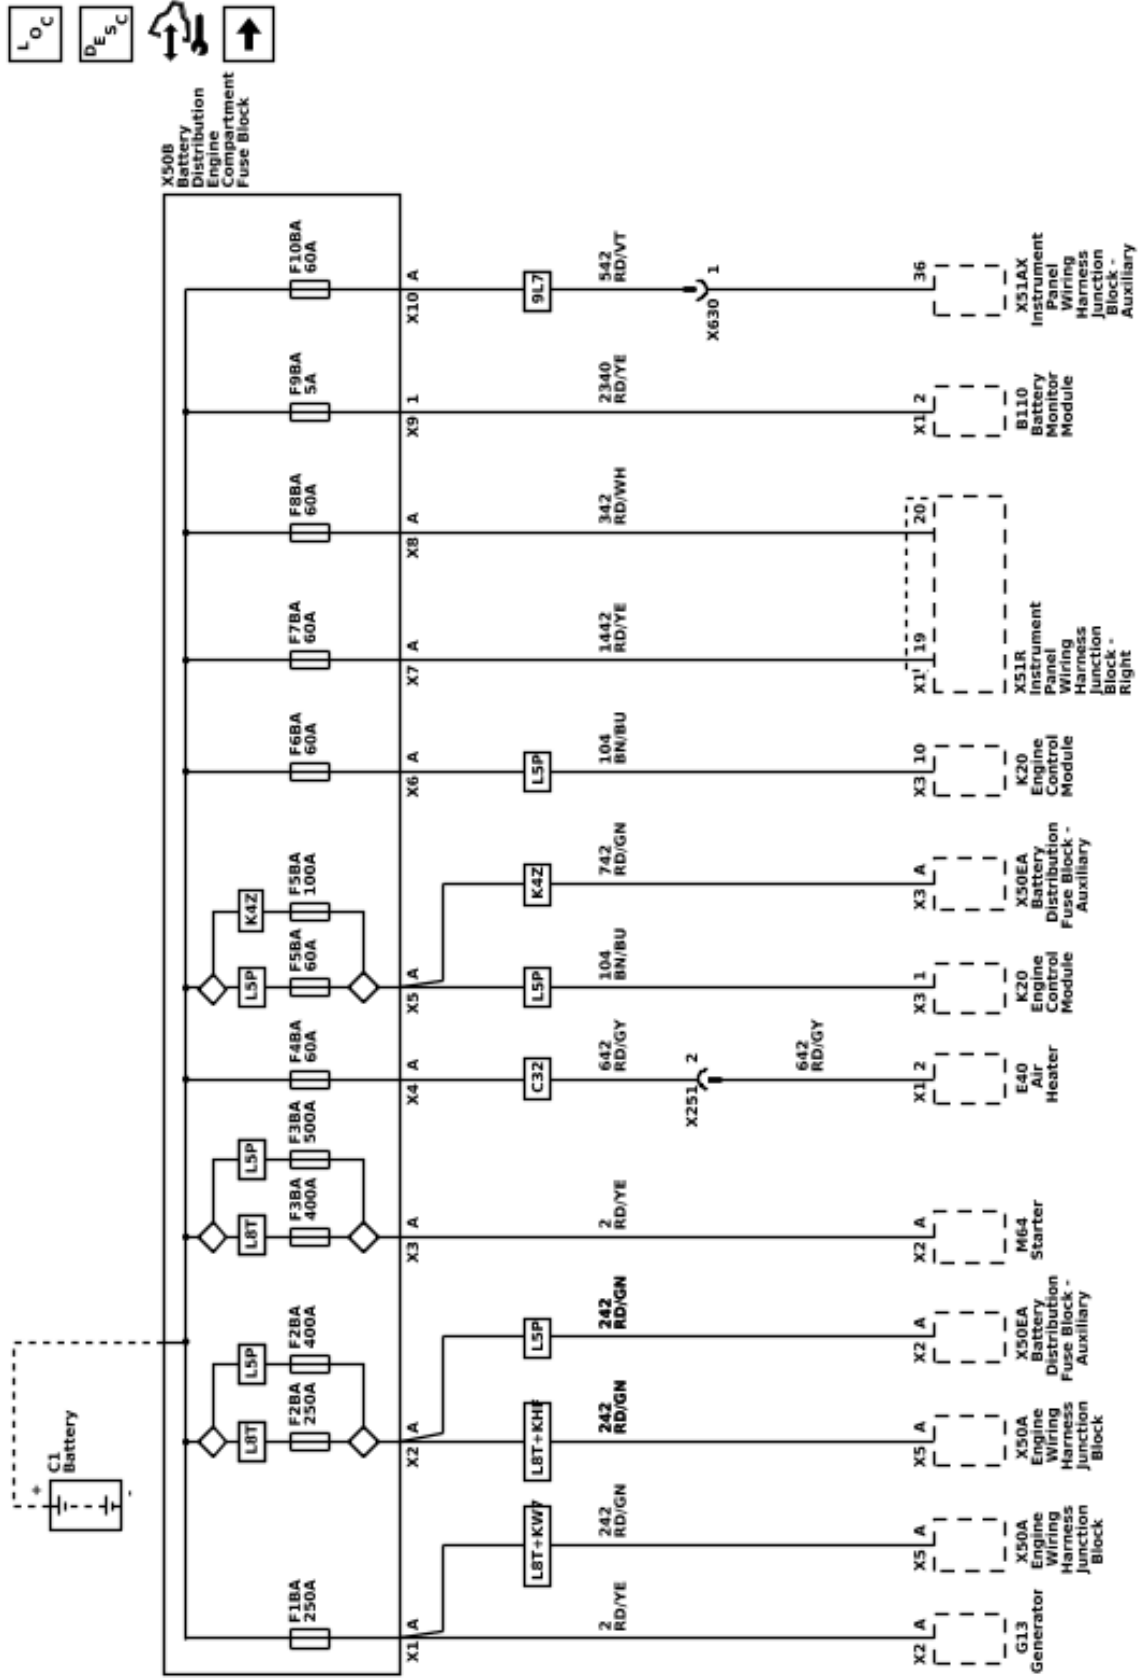 LOC
DESC
X50B
Battery
Distribution
Engine
Compartment
Fuse Block
C1
Battery
+
-
F1BA
250A
L8T
F2BA
250A
L5P
F2BA
400A
L8T
F3BA
400A
L5P
F3BA
500A
F4BA
60A
L5P
F5BA
60A
K4Z
F5BA
100A
F6BA
60A
F7BA
60A
F8BA
60A
F9BA
5A
F10BA
60A
X1 A
X2 A
X3 A
X4 A
X5 A
X6 A
X7 A
X8 A
X9 1
X10 A
L8T+KW7
L8T+KHF
L5P
C32
L5P
K4Z
L5P
9L7
2
RD/YE
242
RD/GN
242
RD/GN
242
RD/GN
2
RD/YE
642
RD/GY
104
BN/BU
742
RD/GN
104
BN/BU
1442
RD/YE
342
RD/WH
2340
RD/YE
542
RD/VT
X251 2
X630 1
642
RD/GY
X2 A
X5 A
X5 A
X2 A
X2 A
X1 2
X3 1
X3 A
X3 10
X1 19
20
X1 2
36
G13
Generator
X50A
Engine
Wiring
Harness
Junction
Block
X50A
Engine
Wiring
Harness
Junction
Block
X50EA
Battery
Distribution
Fuse Block -
Auxiliary
M64
Starter
E40
Air
Heater
K20
Engine
Control
Module
X50EA
Battery
Distribution
Fuse Block -
Auxiliary
K20
Engine
Control
Module
X51R
Instrument
Panel
Wiring
Harness
Junction
Block -
Right
B110
Battery
Monitor
Module
X51AX
Instrument
Panel
Wiring
Harness
Junction
Block -
Auxiliary